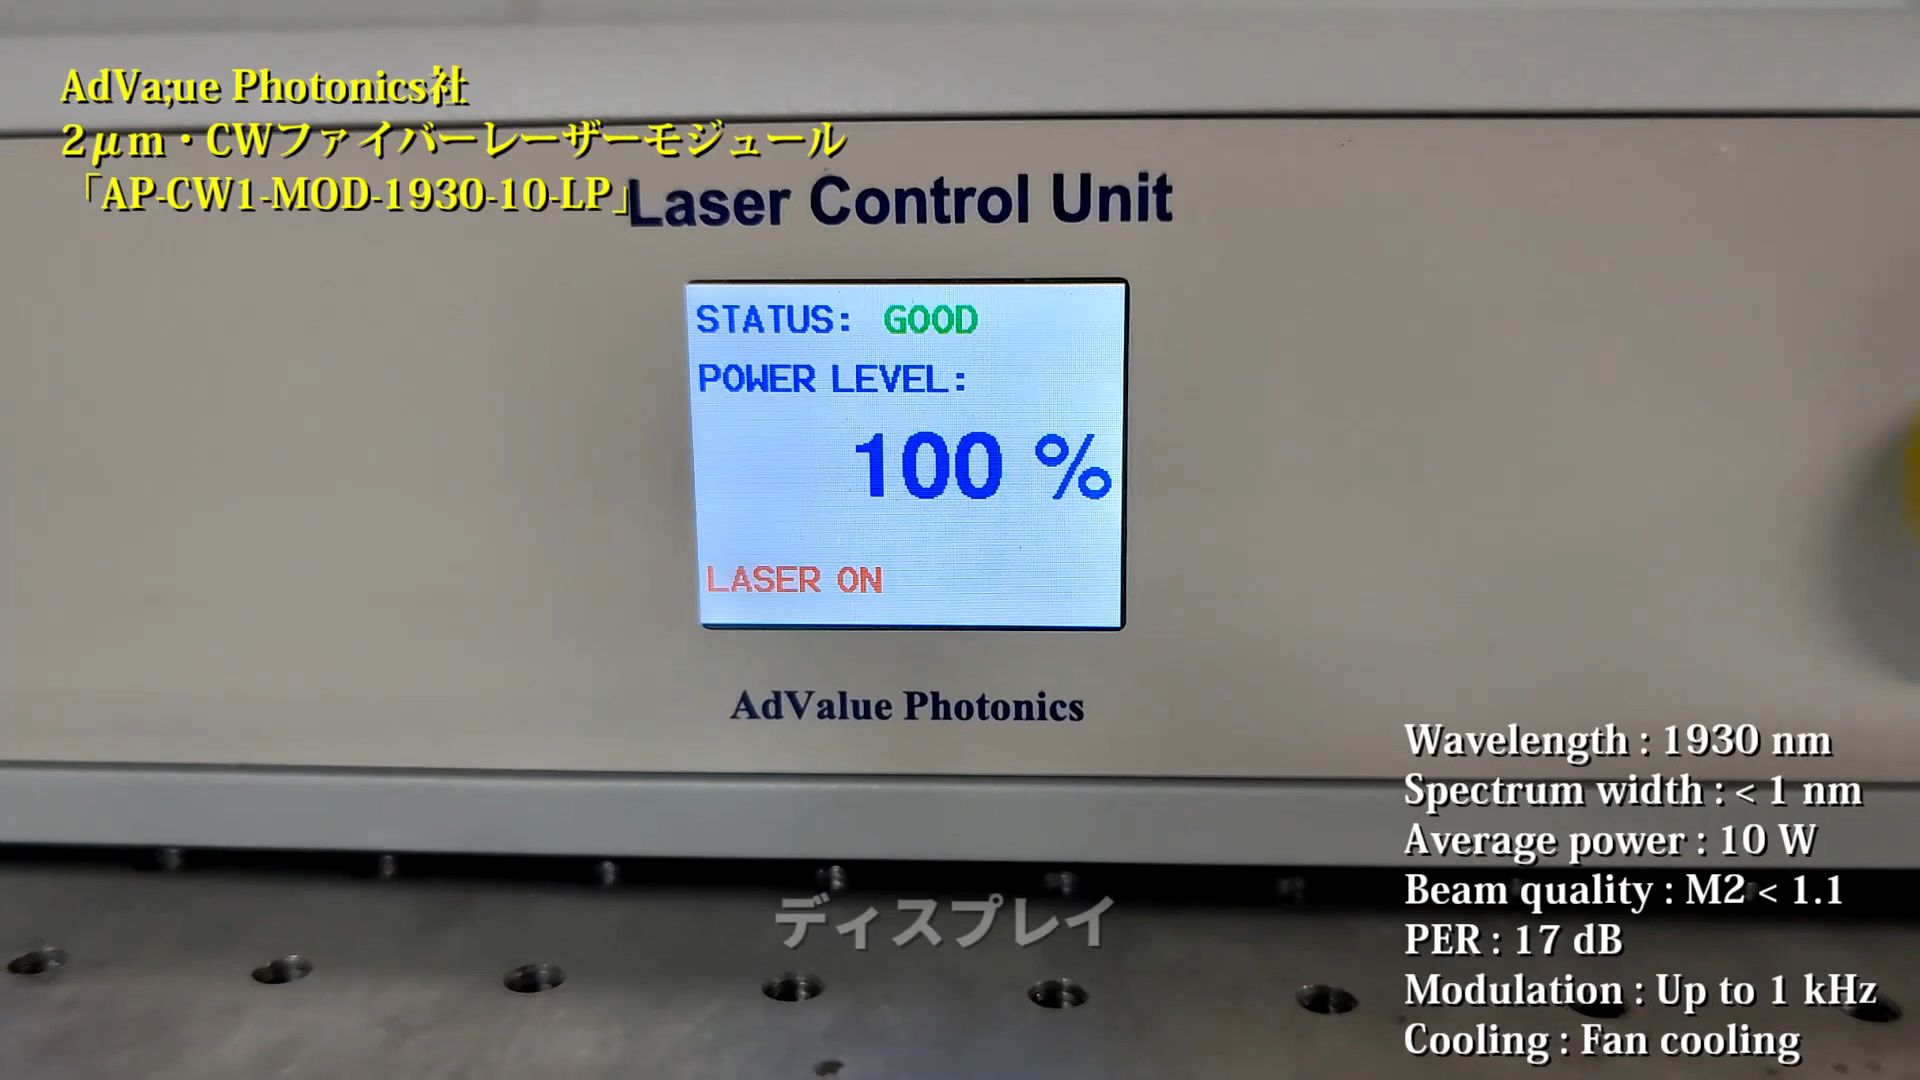 AdVa;ue Photonics社
2μm・CWファイバーレーザーモジュール
「AP-CW1-MOD-1930-10-LP」
Laser Control Unit
STATUS: GOOD
POWER LEVEL:
100 %
LASER ON
AdValue Photonics
Wavelength : 1930 nm
Spectrum width : < 1 nm
Average power : 10 W
Beam quality : M2 < 1.1
PER : 17 dB
Modulation : Up to 1 kHz
Cooling : Fan cooling
ディスプレイ